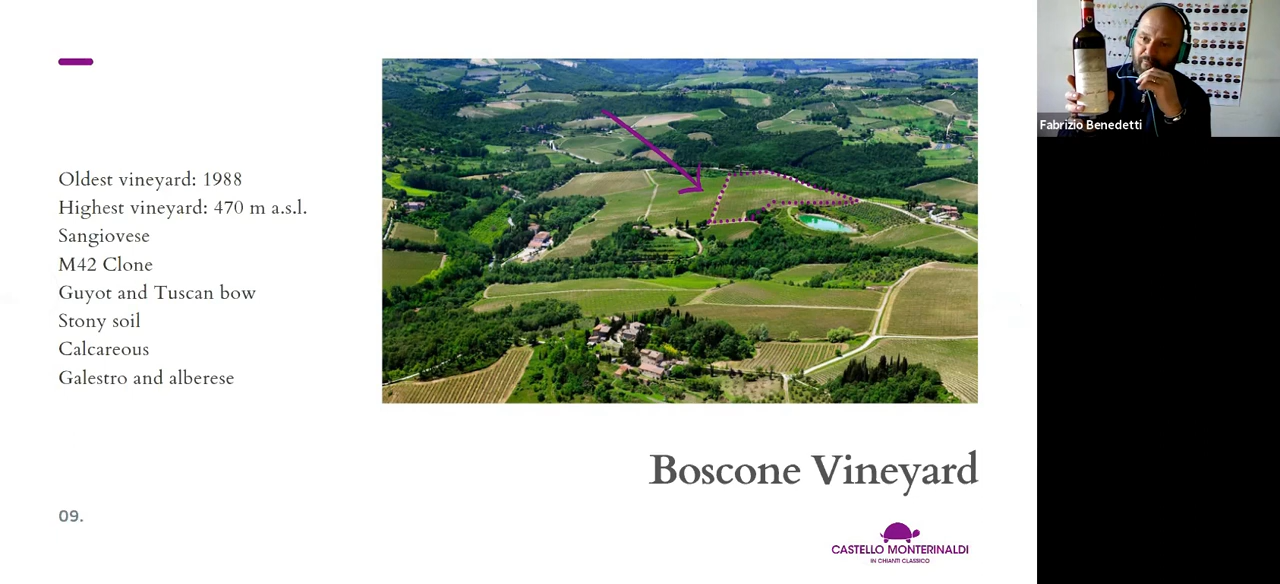 Oldest vineyard: 1988
Highest vineyard: 470 m a.s.l.
Sangiovese
M42 Clone
Guyot and Tuscan bow
Stony soil
Calcareous
Galestro and alberese
Boscone Vineyard
09.
CASTELLO MONTERINALDI
IN CHIANTI CLASSICO
Fabrizio Benedetti